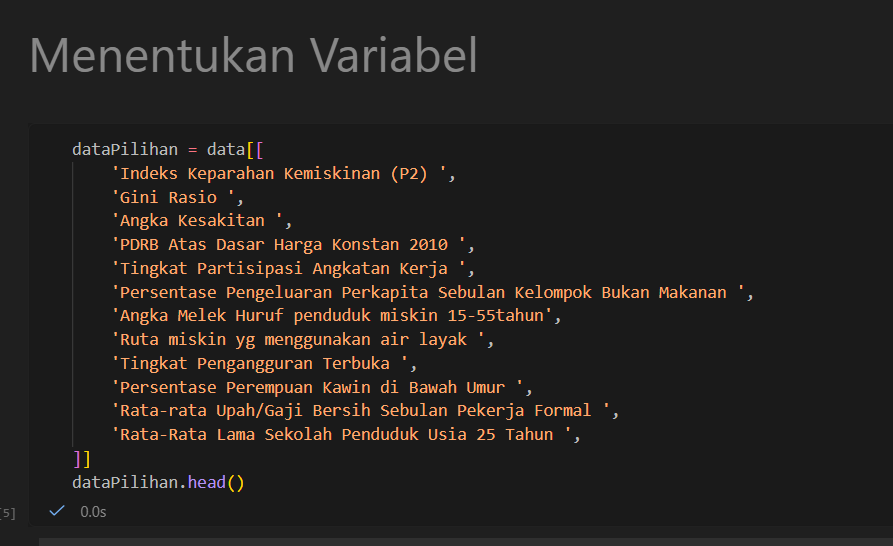 Menentukan Variabel
dataPilihan = data[[
'Indeks Keparahan Kemiskinan (P2) ',
'Gini Rasio ',
'Angka Kesakitan ',
'PDRB Atas Dasar Harga Konstan 2010 ',
'Tingkat Partisipasi Angkatan Kerja ',
'Persentase Pengeluaran Perkapita Sebulan Kelompok Bukan Makanan ',
'Angka Melek Huruf penduduk miskin 15-55tahun',
'Ruta miskin yg menggunakan air layak ',
'Tingkat Pengangguran Terbuka ',
'Persentase Perempuan Kawin di Bawah Umur ',
'Rata-rata Upah/Gaji Bersih Sebulan Pekerja Formal ',
'Rata-Rata Lama Sekolah Penduduk Usia 25 Tahun ',
]]
dataPilihan.head()
[5]
0.0s